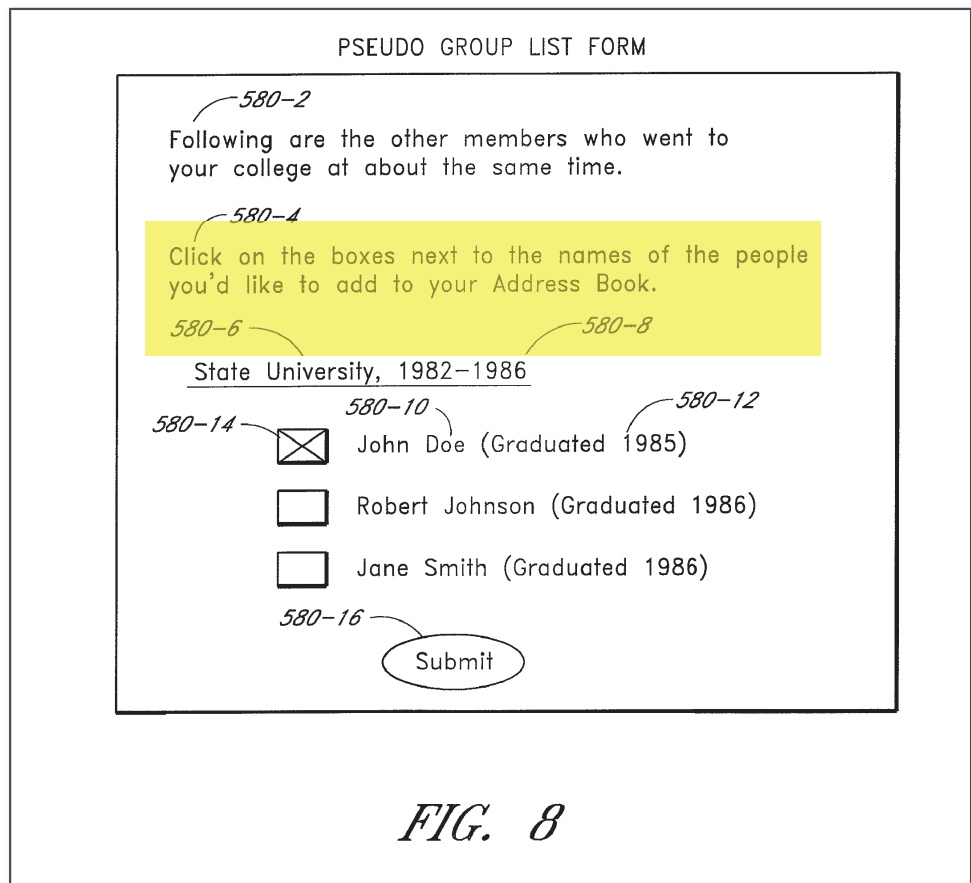 PSEUDO GROUP LIST FORM
580-2
Following are the other members who went to
your college at about the same time.
580-4
Click on the boxes next to the names of the people
you'd like to add to your Address Book.
580-6 580-8
State University, 1982-1986
580-10 580-12
580-14
John Doe (Graduated 1985)
Robert Johnson (Graduated 1986)
Jane Smith (Graduated 1986)
580-16
Submit
FIG. 8